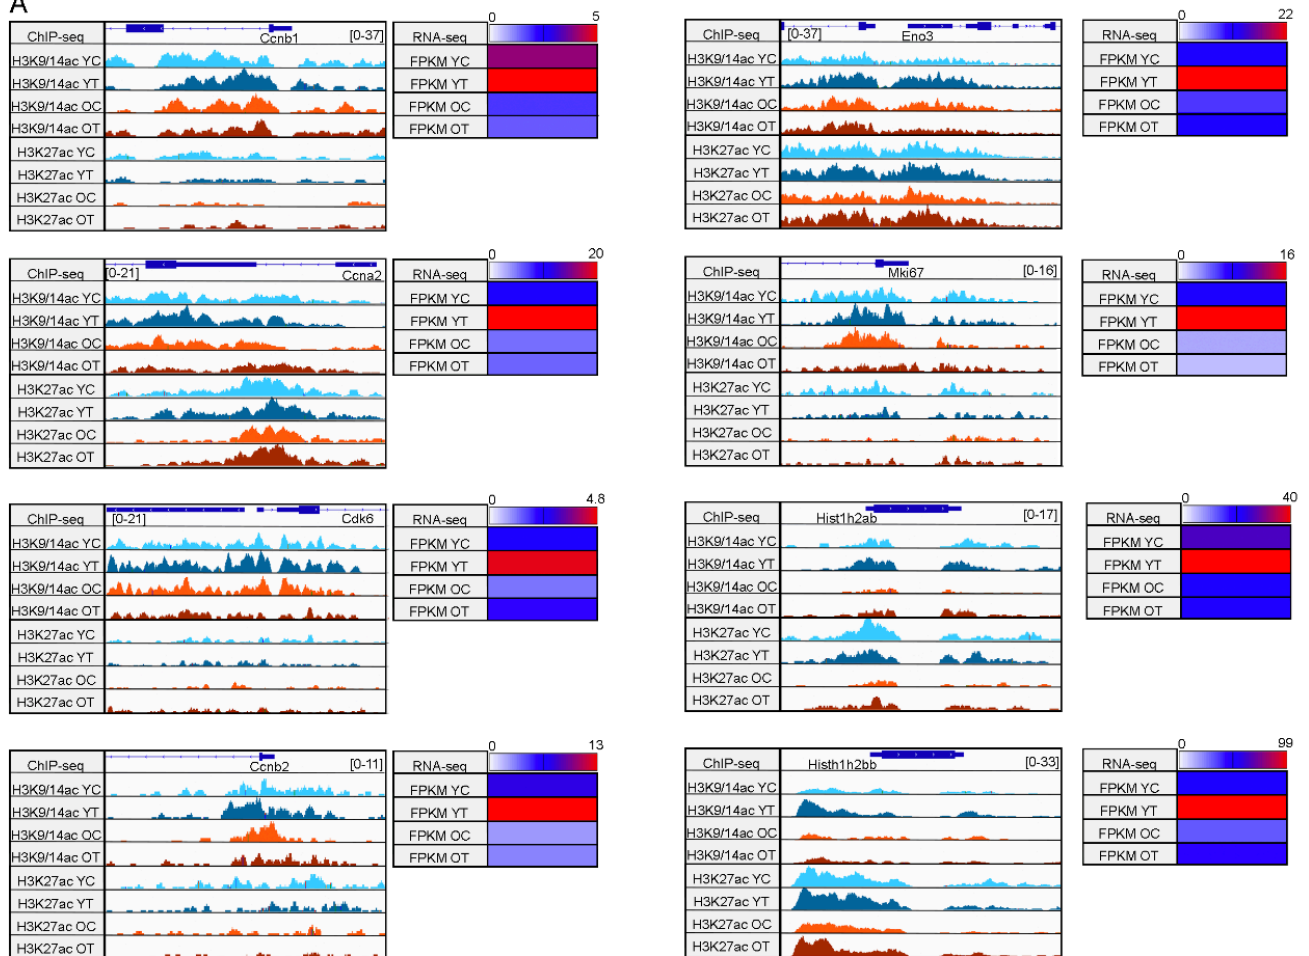 A
ChIP-seq
Ccnb1
[0-37]
H3K9/14ac YC
H3K9/14ac YT
H3K9/14ac OC
H3K9/14ac OT
H3K27ac YC
H3K27ac YT
H3K27ac OC
H3K27ac OT
0 5
RNA-seq
FPKM YC
FPKM YT
FPKM OC
FPKM OT
ChIP-seq
[0-37]
Eno3
H3K9/14ac YC
H3K9/14ac YT
H3K9/14ac OC
H3K9/14ac OT
H3K27ac YC
H3K27ac YT
H3K27ac OC
H3K27ac OT
0 22
RNA-seq
FPKM YC
FPKM YT
FPKM OC
FPKM OT
ChIP-seq
[0-21]
Ccna2
H3K9/14ac YC
H3K9/14ac YT
H3K9/14ac OC
H3K9/14ac OT
H3K27ac YC
H3K27ac YT
H3K27ac OC
H3K27ac OT
0 20
RNA-seq
FPKM YC
FPKM YT
FPKM OC
FPKM OT
ChIP-seq
Mki67
[0-16]
H3K9/14ac YC
H3K9/14ac YT
H3K9/14ac OC
H3K9/14ac OT
H3K27ac YC
H3K27ac YT
H3K27ac OC
H3K27ac OT
0 16
RNA-seq
FPKM YC
FPKM YT
FPKM OC
FPKM OT
ChIP-seq
[0-21]
Cdk6
H3K9/14ac YC
H3K9/14ac YT
H3K9/14ac OC
H3K9/14ac OT
H3K27ac YC
H3K27ac YT
H3K27ac OC
H3K27ac OT
0 4.8
RNA-seq
FPKM YC
FPKM YT
FPKM OC
FPKM OT
ChIP-seq
Hist1h2ab
[0-17]
H3K9/14ac YC
H3K9/14ac YT
H3K9/14ac OC
H3K9/14ac OT
H3K27ac YC
H3K27ac YT
H3K27ac OC
H3K27ac OT
0 40
RNA-seq
FPKM YC
FPKM YT
FPKM OC
FPKM OT
ChIP-seq
Ccnb2
[0-11]
H3K9/14ac YC
H3K9/14ac YT
H3K9/14ac OC
H3K9/14ac OT
H3K27ac YC
H3K27ac YT
H3K27ac OC
H3K27ac OT
0 13
RNA-seq
FPKM YC
FPKM YT
FPKM OC
FPKM OT
ChIP-seq
Histh1h2bb
[0-33]
H3K9/14ac YC
H3K9/14ac YT
H3K9/14ac OC
H3K9/14ac OT
H3K27ac YC
H3K27ac YT
H3K27ac OC
H3K27ac OT
0 99
RNA-seq
FPKM YC
FPKM YT
FPKM OC
FPKM OT